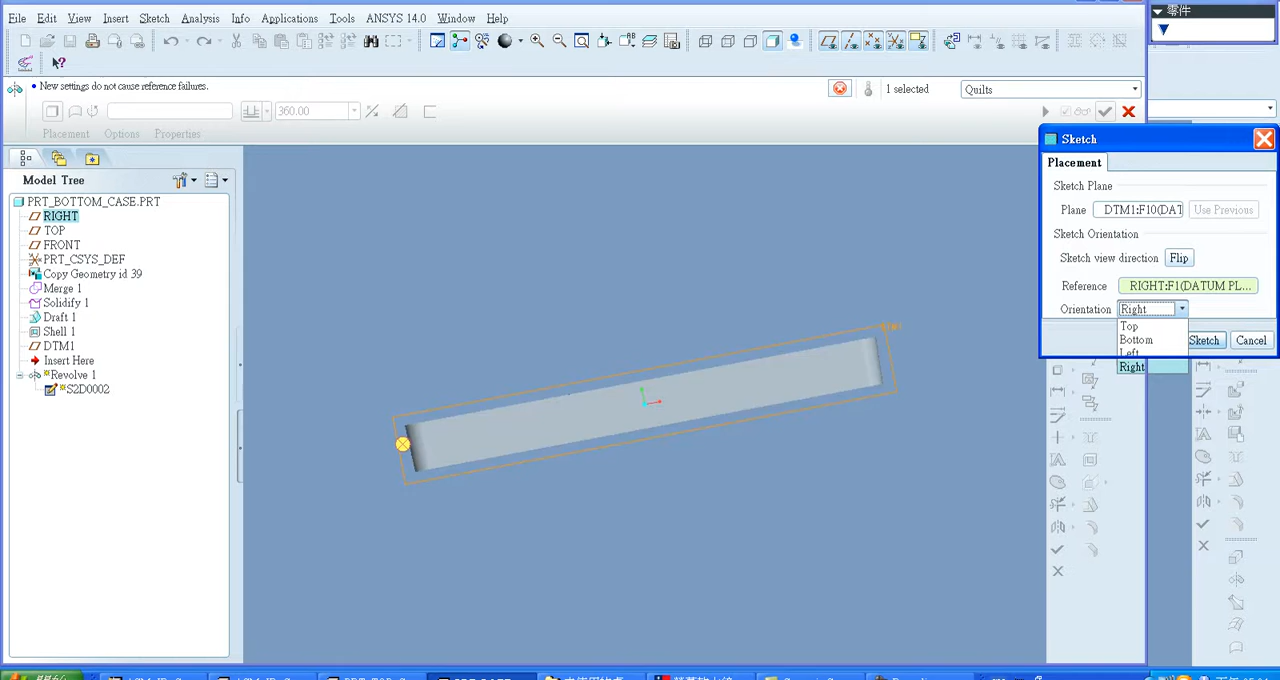 File Edit View Insert Sketch Analysis Info Applications Tools ANSYS 14.0 Window Help
零件
New settings do not cause reference failures.
1 selected
Quilts
360.00
Placement Options Properties
Model Tree
PRT_BOTTOM_CASE.PRT
RIGHT
TOP
FRONT
PRT_CSYS_DEF
Copy Geometry id 39
Merge 1
Solidify 1
Draft 1
Shell 1
DTM1
Insert Here
*Revolve 1
*S2D0002
Sketch
Placement
Sketch Plane
Plane DTM1:F10(DAT Use Previous
Sketch Orientation
Sketch view direction Flip
Reference RIGHT:F1(DATUM PL...
Orientation Right
Top
Bottom
Left
Right
Sketch Cancel